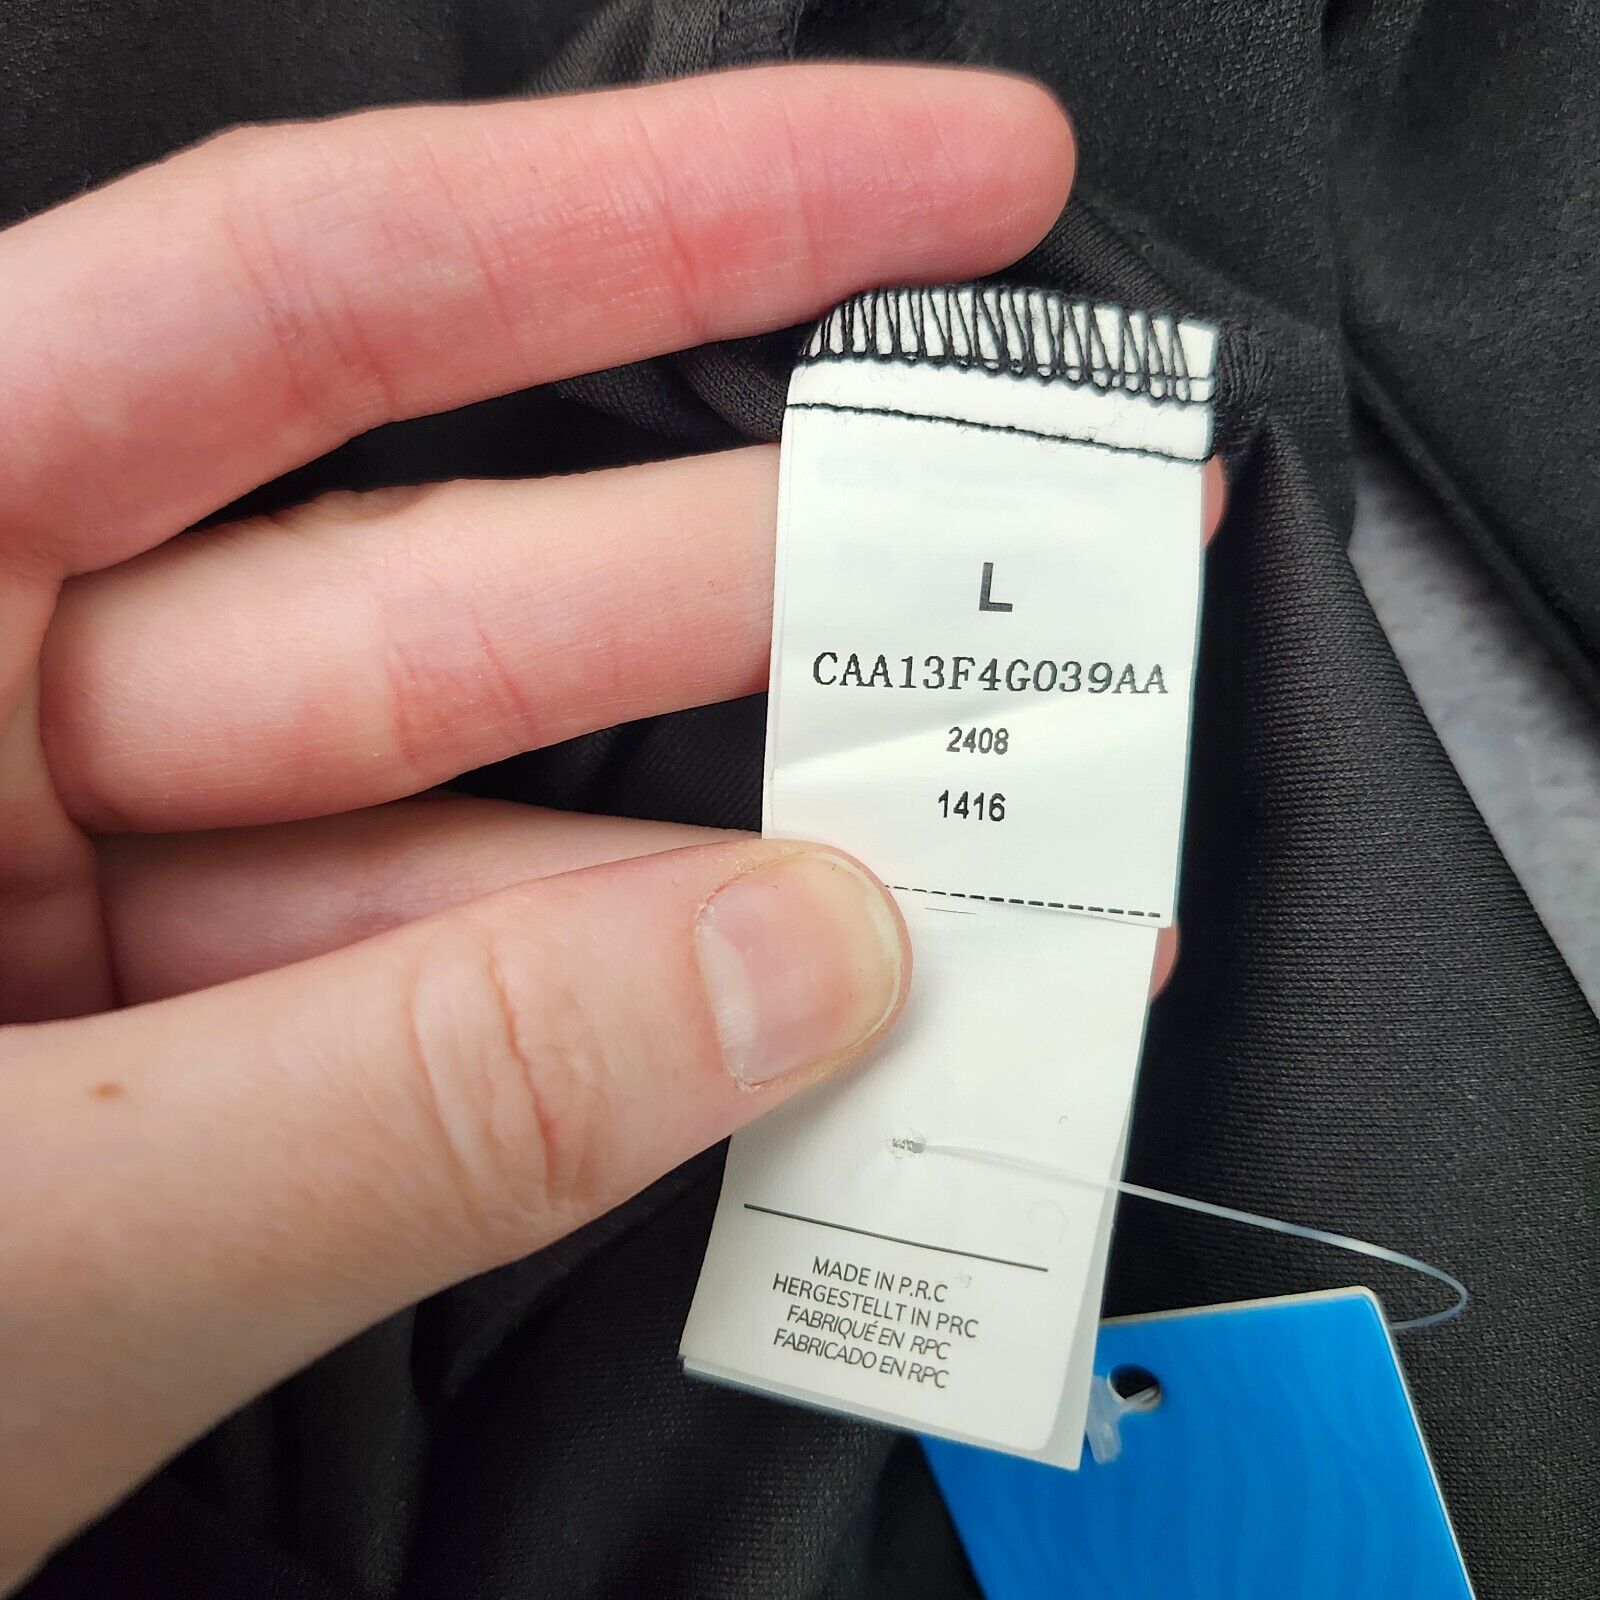 L
CAA13F4G039AA
2408
1416
MADE IN P.R.C
HERGESTELLT IN PRC
FABRIQUÉ EN RPC
FABRICADO EN RPC